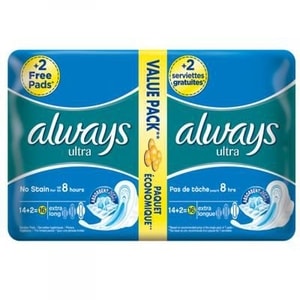 +2
Free
Pads*
always
ultra
No Stain for up to 8 hours
14+2=16 extra
long
VALUE PACK**
PAQUET
ÉCONOMIQUE**
+2
serviettes
gratuites*
always
ultra
Pas de tâche 8 hrs
14+2=16 extra
longue